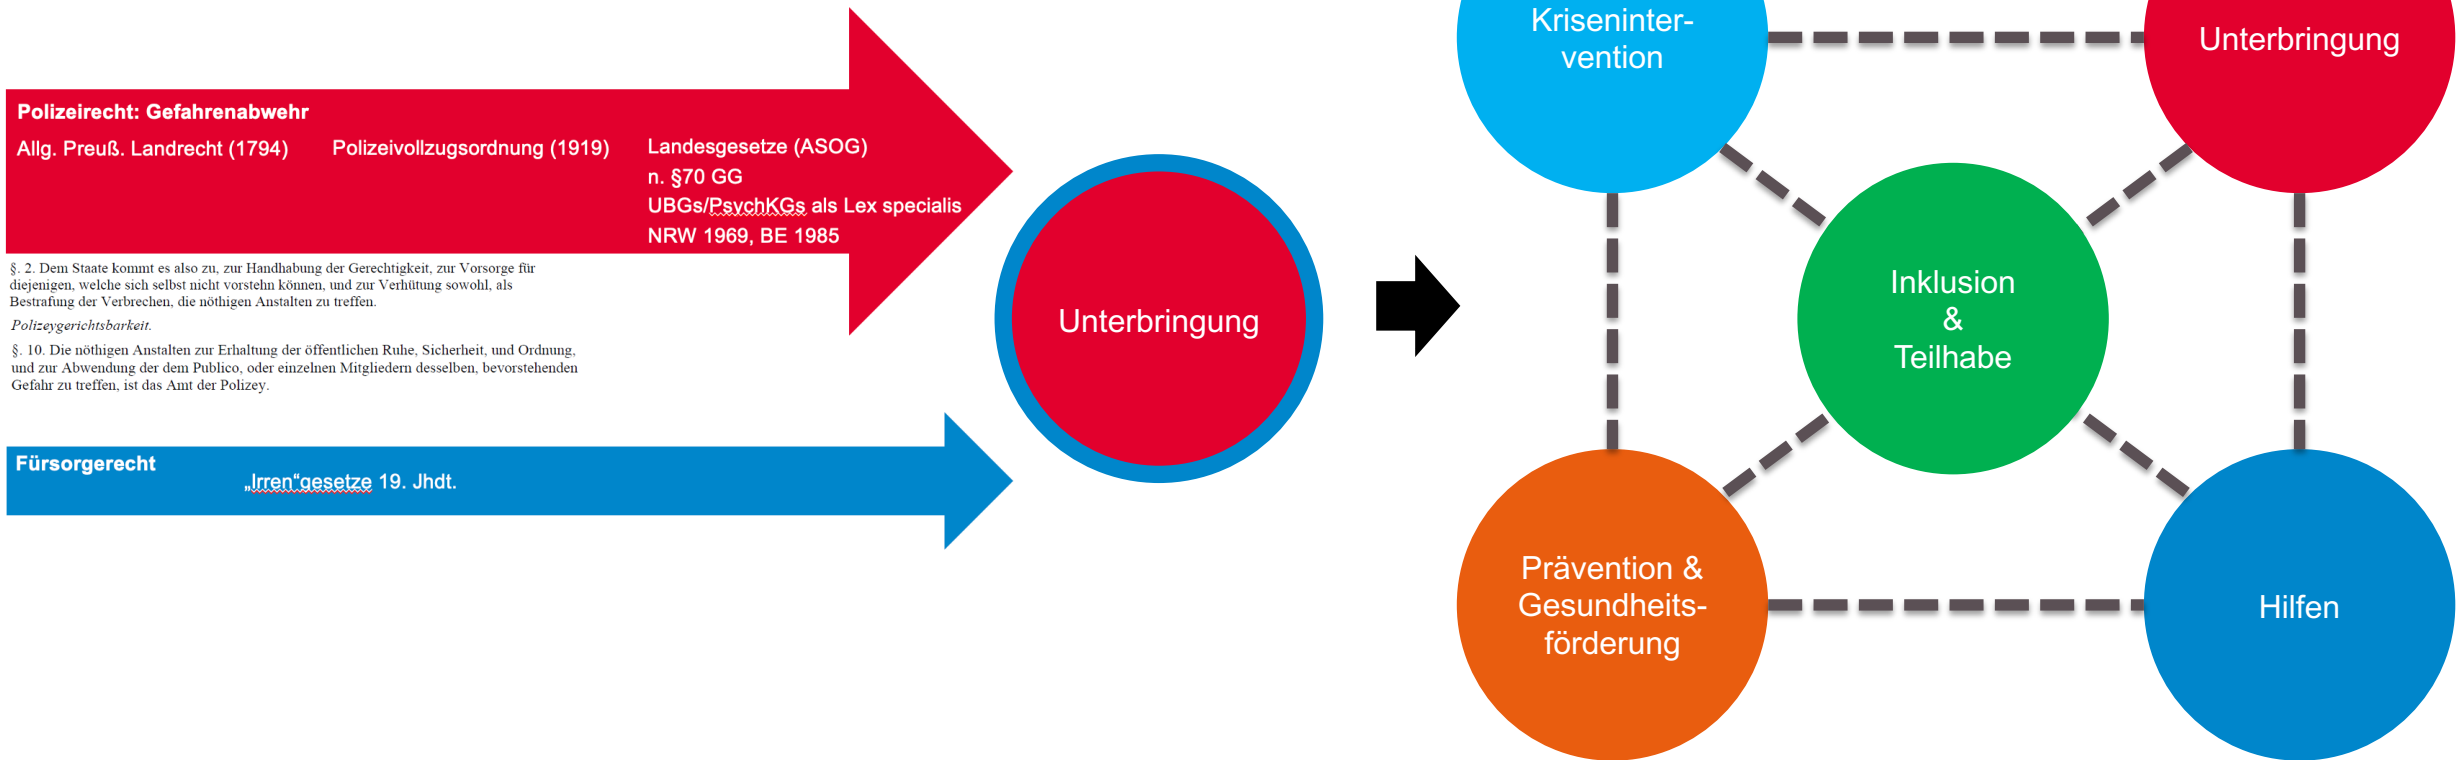 Polizeirecht: Gefahrenabwehr
Allg. Preuß. Landrecht (1794)
Polizeivollzugsordnung (1919)
Landesgesetze (ASOG)
n. §70 GG
UBGs/PsychKGs als Lex specialis
NRW 1969, BE 1985
§. 2. Dem Staate kommt es also zu, zur Handhabung der Gerechtigkeit, zur Vorsorge für
diejenigen, welche sich selbst nicht vorstehn können, und zur Verhütung sowohl, als
Bestrafung der Verbrechen, die nöthigen Anstalten zu treffen.
Polizeygerichtsbarkeit.
§. 10. Die nöthigen Anstalten zur Erhaltung der öffentlichen Ruhe, Sicherheit, und Ordnung,
und zur Abwendung der dem Publico, oder einzelnen Mitgliedern desselben, bevorstehenden
Gefahr zu treffen, ist das Amt der Polizey.
Fürsorgerecht
„Irren“gesetze 19. Jhdt.
Unterbringung
Kriseninter-
vention
Unterbringung
Inklusion
&
Teilhabe
Prävention &
Gesundheits-
förderung
Hilfen